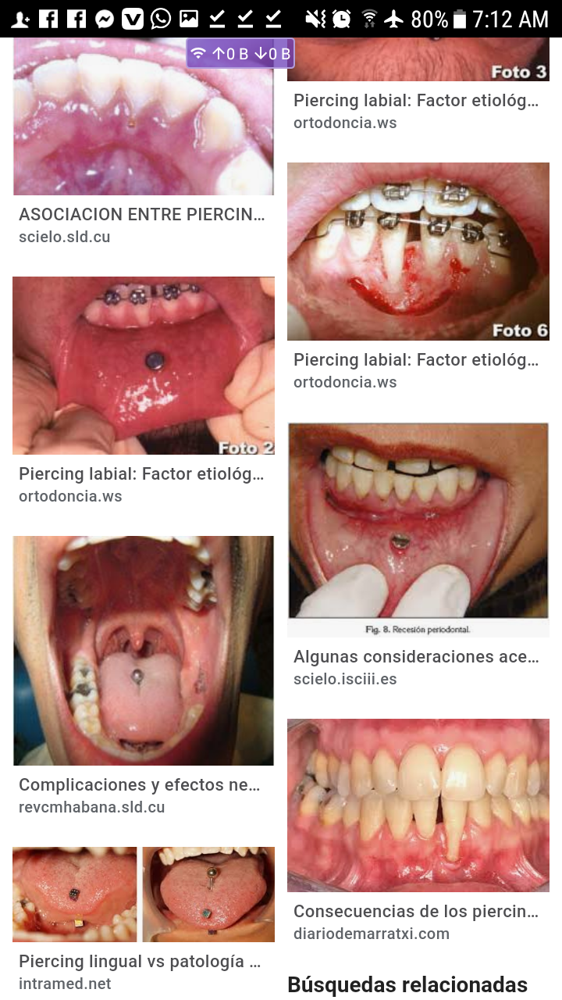 80% 7:12 AM
↑0 B ↓0 B
ASOCIACION ENTRE PIERCIN...
scielo.sld.cu
Foto 2
Piercing labial: Factor etiológ...
ortodoncia.ws
Complicaciones y efectos ne...
revcmhabana.sld.cu
Piercing lingual vs patología ...
intramed.net
Foto 3
Piercing labial: Factor etiológ...
ortodoncia.ws
Foto 6
Piercing labial: Factor etiológ...
ortodoncia.ws
Fig. 8. Recesión periodontal.
Algunas consideraciones ace...
scielo.isciii.es
Consecuencias de los piercin...
diariodemarratxi.com
Búsquedas relacionadas